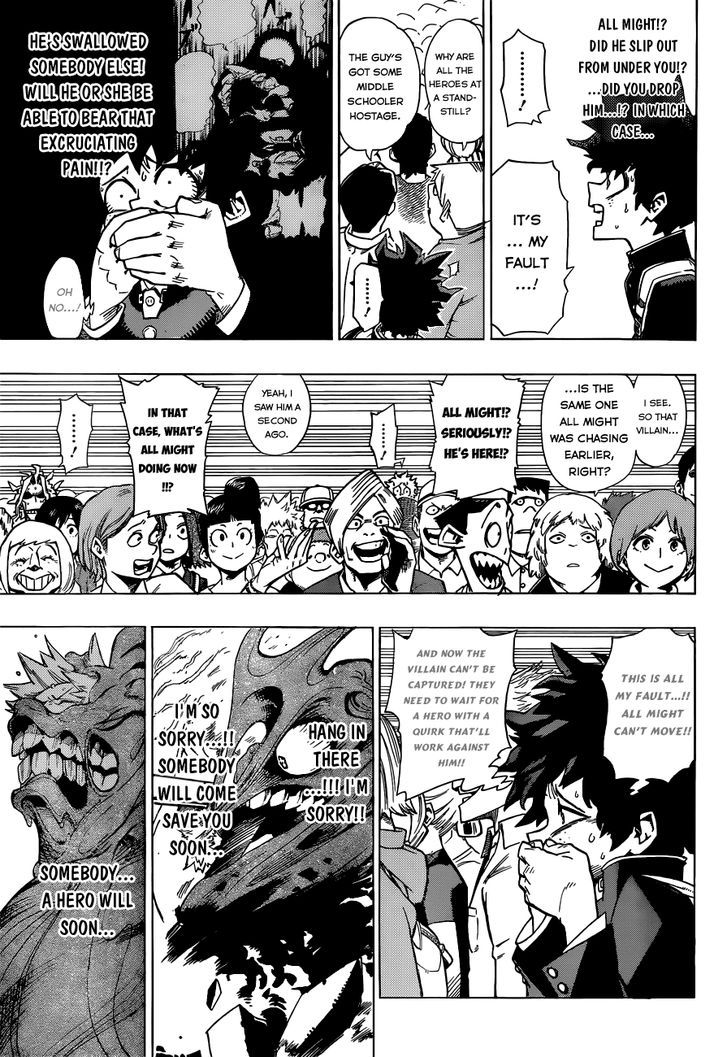 ALL MIGHT!?
DID HE SLIP OUT
FROM UNDER YOU!?
...DID YOU DROP
HIM...!? IN WHICH
CASE...
.......
IT'S
... MY
FAULT
...!
WHY ARE
ALL THE
HEROES AT
A STAND-
STILL?
THE GUY'S
GOT SOME
MIDDLE
SCHOOLER
HOSTAGE.
.......
HE'S SWALLOWED
SOMEBODY ELSE!
WILL HE OR SHE BE
ABLE TO BEAR THAT
EXCRUCIATING
PAIN!!?
OH
NO...!
I SEE.
SO THAT
VILLAIN...
...IS THE
SAME ONE
ALL MIGHT
WAS CHASING
EARLIER,
RIGHT?
ALL MIGHT!?
SERIOUSLY!?
HE'S HERE!?
.......
YEAH, I
SAW HIM A
SECOND
AGO.
IN THAT
CASE, WHAT'S
ALL MIGHT
DOING NOW
!!?
.......
THIS IS ALL
MY FAULT...!!
ALL MIGHT
CAN'T MOVE!!
AND NOW THE
VILLAIN CAN'T BE
CAPTURED! THEY
NEED TO WAIT FOR
A HERO WITH A
QUIRK THAT'LL
WORK AGAINST
HIM!!
HANG IN
THERE
...!!! I'M
SORRY!!
I'M SO
SORRY...!!
SOMEBODY
WILL COME
SAVE YOU
SOON...
SOMEBODY...
A HERO WILL
SOON...